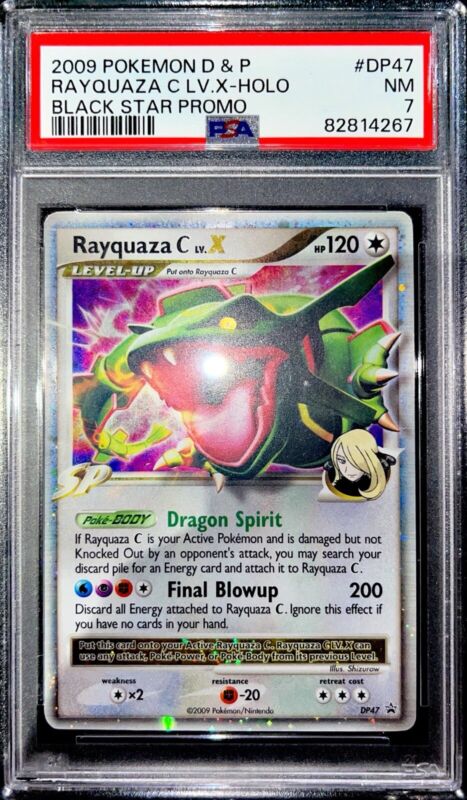 2009 POKEMON D & P #DP47
RAYQUAZA C LV.X-HOLO NM
BLACK STAR PROMO 7
PSA 82814267
Rayquaza C LV.X HP 120
LEVEL-UP Put onto Rayquaza C
SP
Poké-BODY Dragon Spirit
If Rayquaza C is your Active Pokémon and is damaged but not
Knocked Out by an opponent's attack, you may search your
discard pile for an Energy card and attach it to Rayquaza C.
Final Blowup 200
Discard all Energy attached to Rayquaza C. Ignore this effect if
you have no cards in your hand.
Put this card onto your Active Rayquaza C. Rayquaza C LV.X can
use any attack, Poké-Power, or Poké-Body from its previous Level.
Illus. Shizurow
weakness resistance retreat cost
×2 -20
©2009 Pokémon/Nintendo DP47